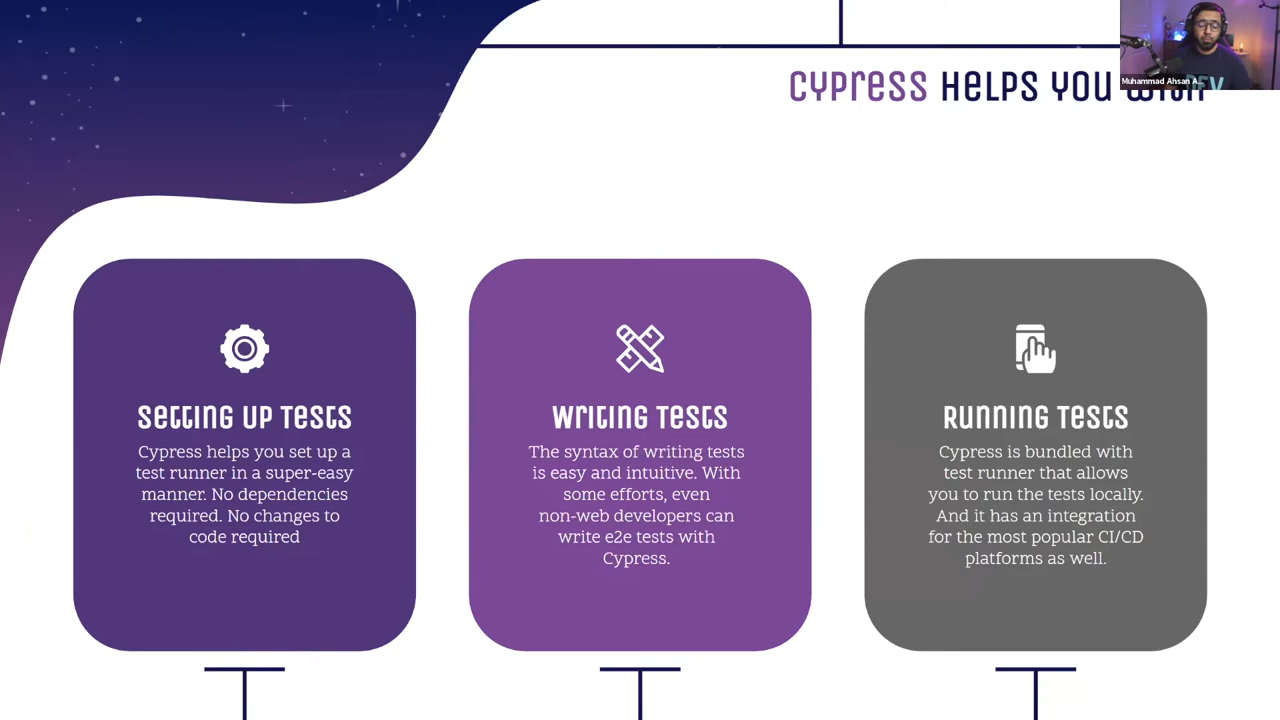 Cypress HELPS YOU WITH
Muhammad Ahsan A...
DEV
Setting up Tests
Cypress helps you set up a
test runner in a super-easy
manner. No dependencies
required. No changes to
code required
Writing Tests
The syntax of writing tests
is easy and intuitive. With
some efforts, even
non-web developers can
write e2e tests with
Cypress.
Running Tests
Cypress is bundled with
test runner that allows
you to run the tests locally.
And it has an integration
for the most popular CI/CD
platforms as well.